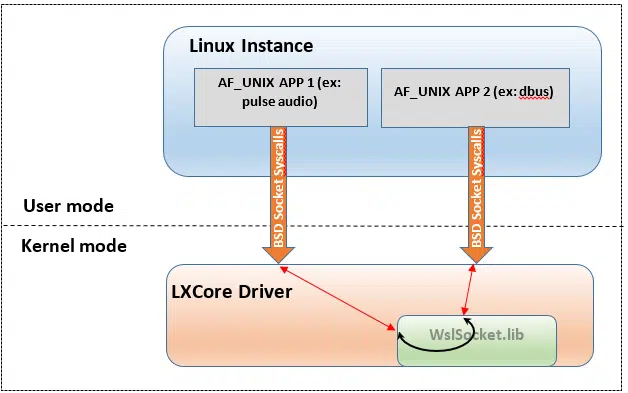 Linux Instance
AF_UNIX APP 1 (ex:
pulse audio)
AF_UNIX APP 2 (ex: dbus)
BSD Socket Syscalls
BSD Socket Syscalls
User mode
Kernel mode
LXCore Driver
WslSocket.lib